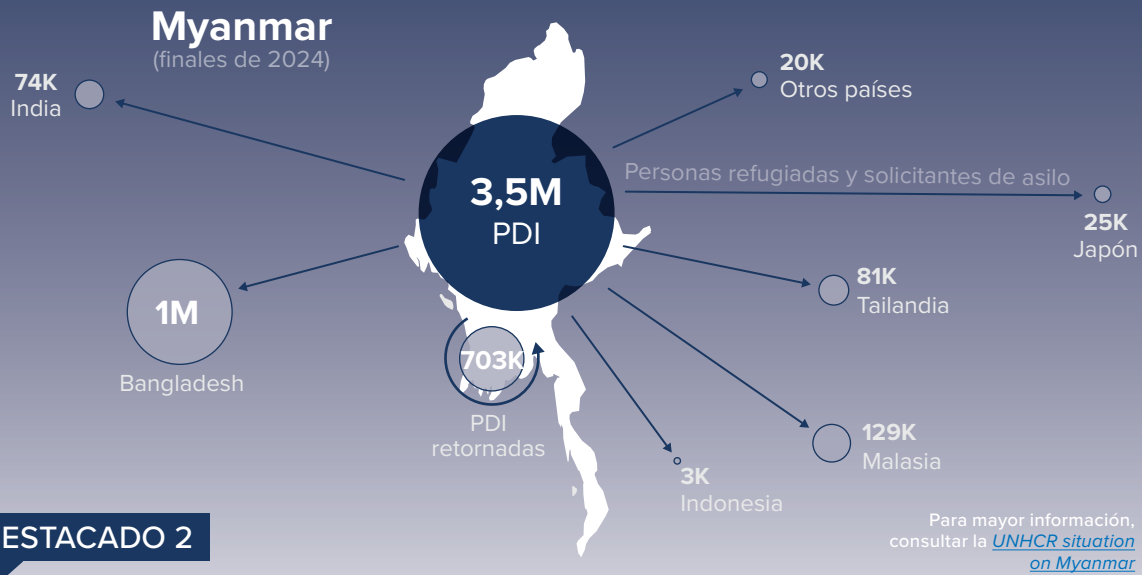 Myanmar
(finales de 2024)
74K
India
20K
Otros países
Personas refugiadas y solicitantes de asilo
25K
Japón
3,5M
PDI
81K
Tailandia
1M
Bangladesh
703K
PDI
retornadas
129K
Malasia
3K
Indonesia
ESTACADO 2
Para mayor información,
consultar la UNHCR situation
on Myanmar